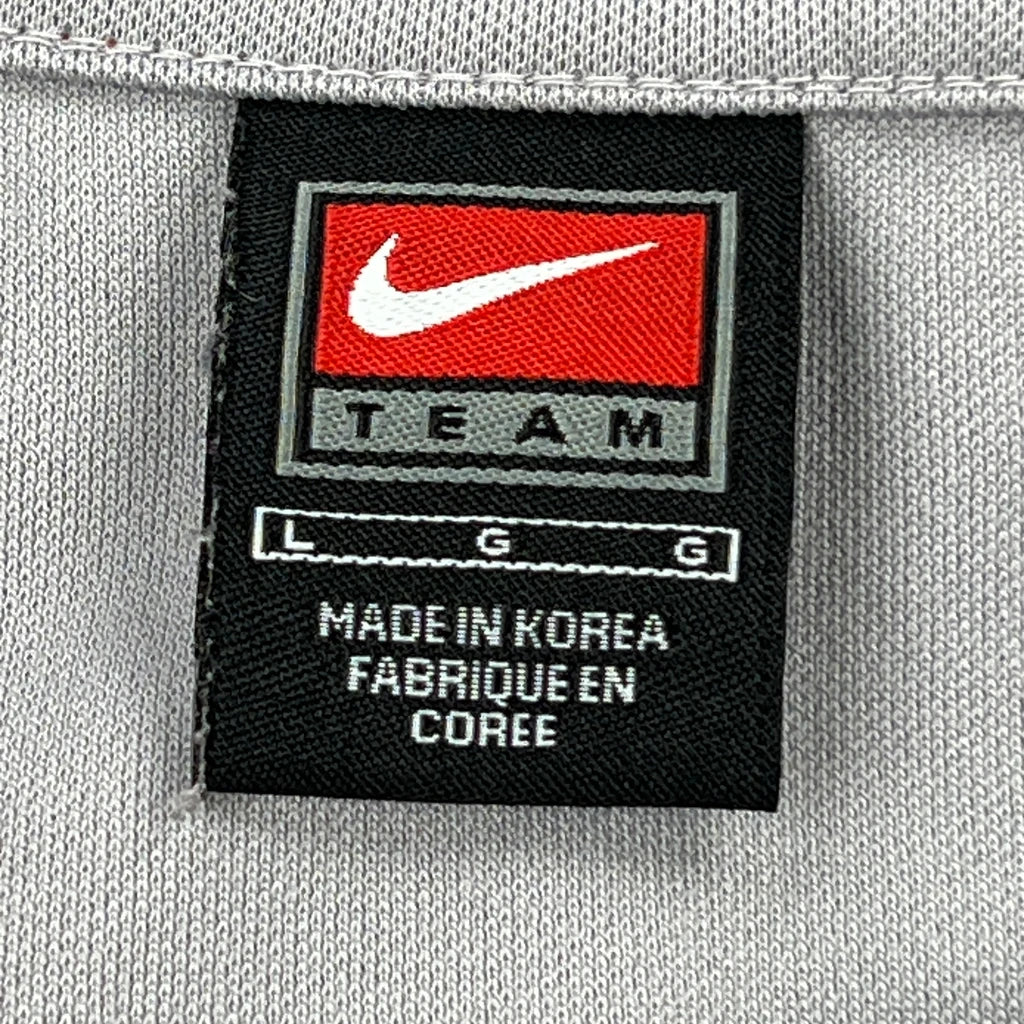 TEAM
L G G
MADE IN KOREA
FABRIQUE EN
COREE